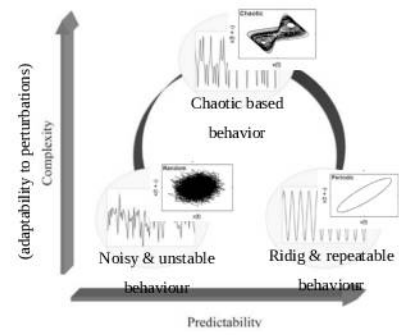 Chaotic
x(t + τ)
x(t)
Chaotic based
behavior
(adaptability to perturbations)
Complexity
Random
x(t + τ)
x(t)
Periodic
x(t + τ)
x(t)
Noisy & unstable
behaviour
Ridig & repeatable
behaviour
Predictability